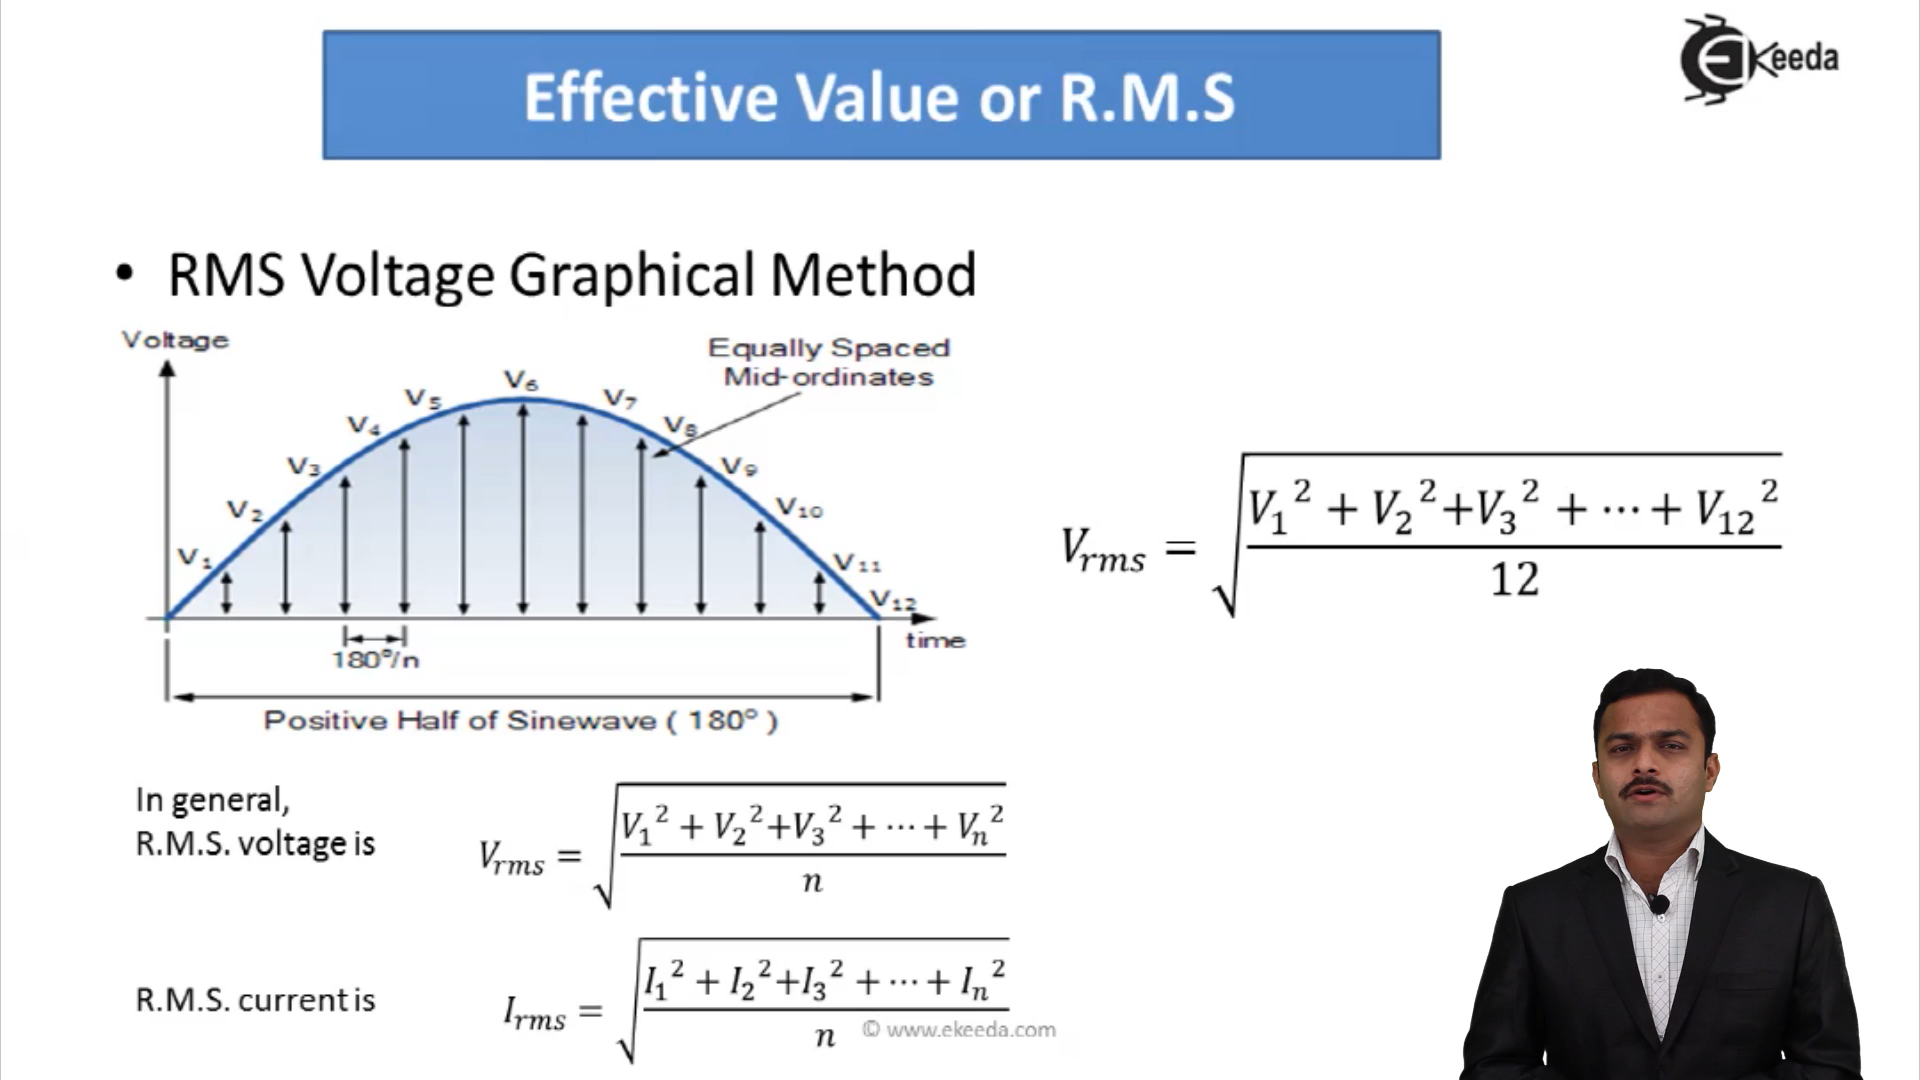 Effective Value or R.M.S
EKeeda
• RMS Voltage Graphical Method
Voltage
Equally Spaced
Mid-ordinates
V₁
V₂
V₃
V₄
V₅
V₆
V₇
V₈
V₉
V₁₀
V₁₁
V₁₂
time
180°/n
Positive Half of Sinewave ( 180° )
Vrms = √((V₁² + V₂²+V₃² + ⋯ + V₁₂²)/12)
In general,
R.M.S. voltage is
Vrms = √((V₁² + V₂²+V₃² + ⋯ + Vₙ²)/n)
R.M.S. current is
Irms = √((I₁² + I₂²+I₃² + ⋯ + Iₙ²)/n)
© www.ekeeda.com